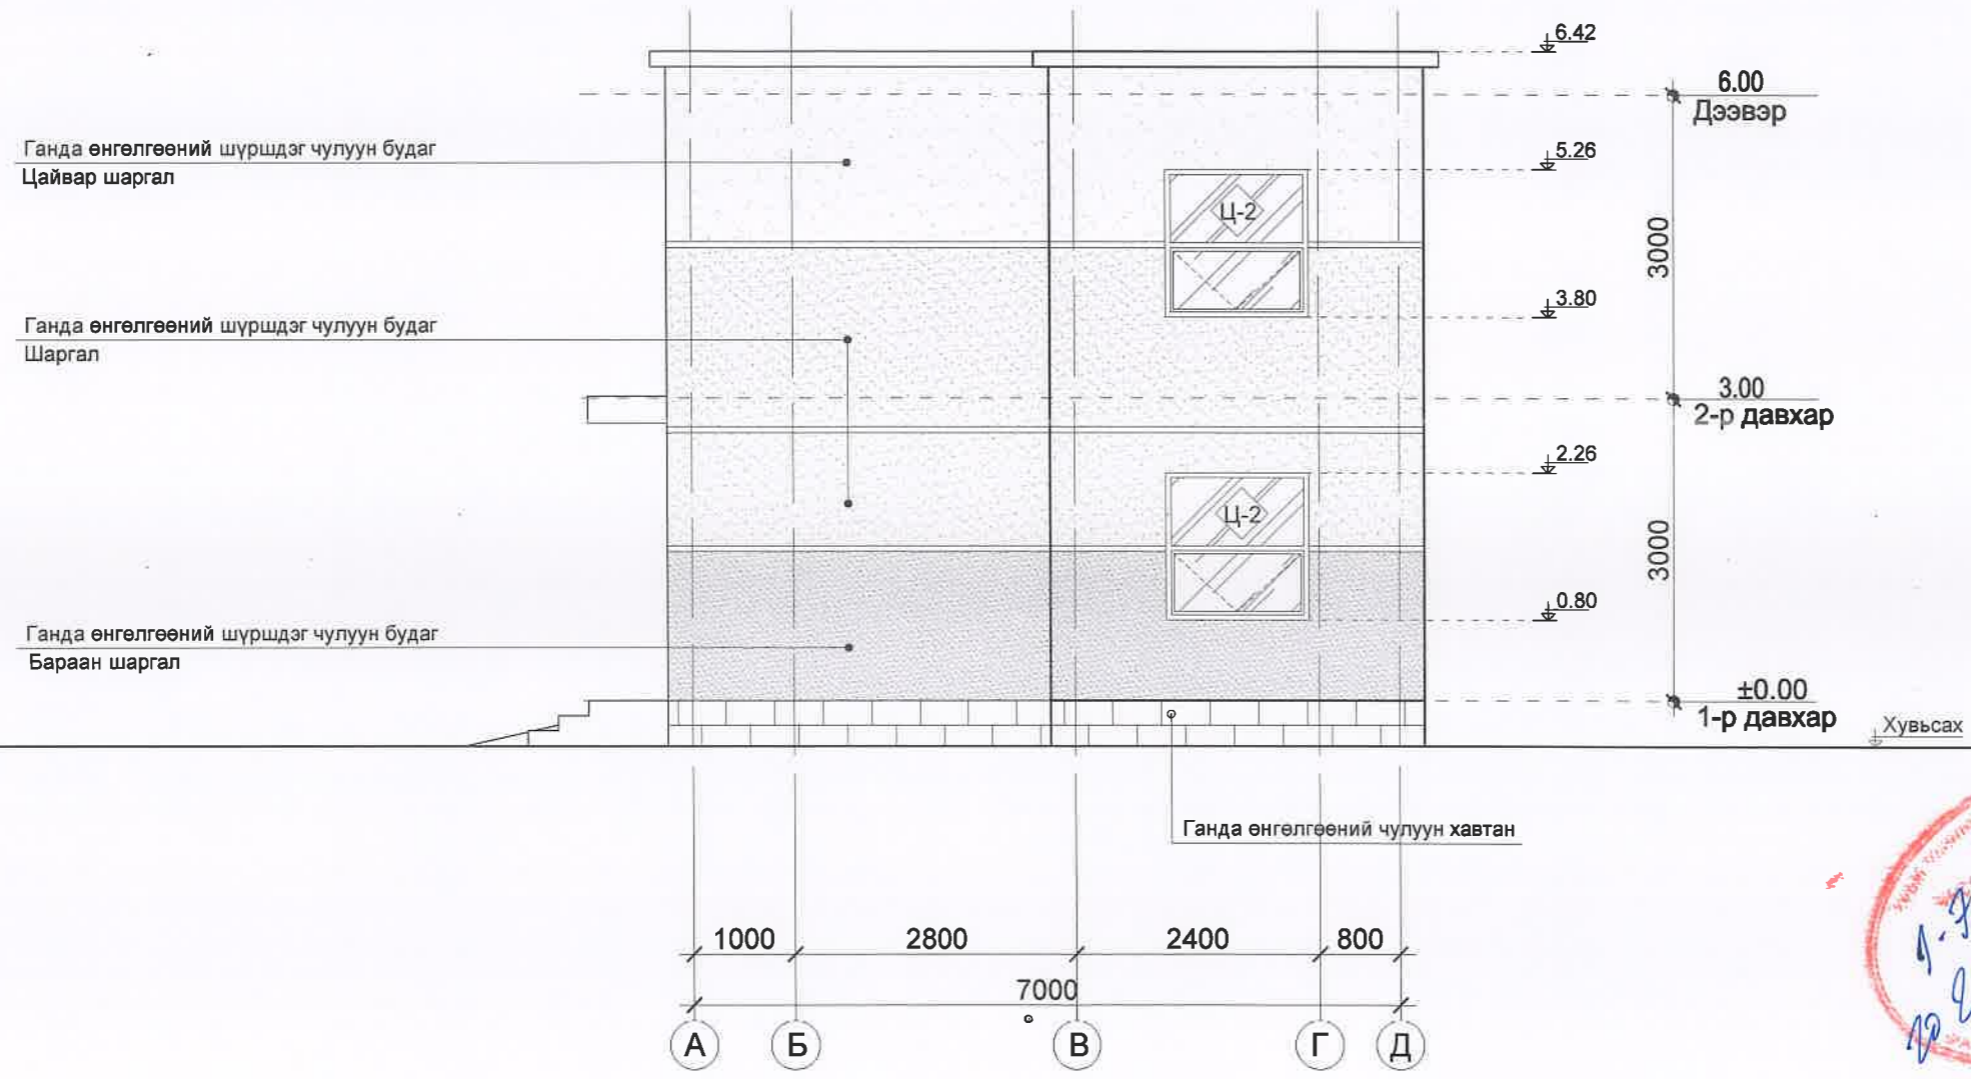 6.42
6.00
Дээвэр
Ганда өнгөлгөөний шүршдэг чулуун будаг
Цайвар шаргал
5.26
Ц-2
3000
3.80
Ганда өнгөлгөөний шүршдэг чулуун будаг
Шаргал
3.00
2-р давхар
2.26
Ц-2
3000
0.80
Ганда өнгөлгөөний шүршдэг чулуун будаг
Бараан шаргал
±0.00
1-р давхар
Хувьсах
Ганда өнгөлгөөний чулуун хавтан
1000 2800 2400 800
7000
А Б В Г Д